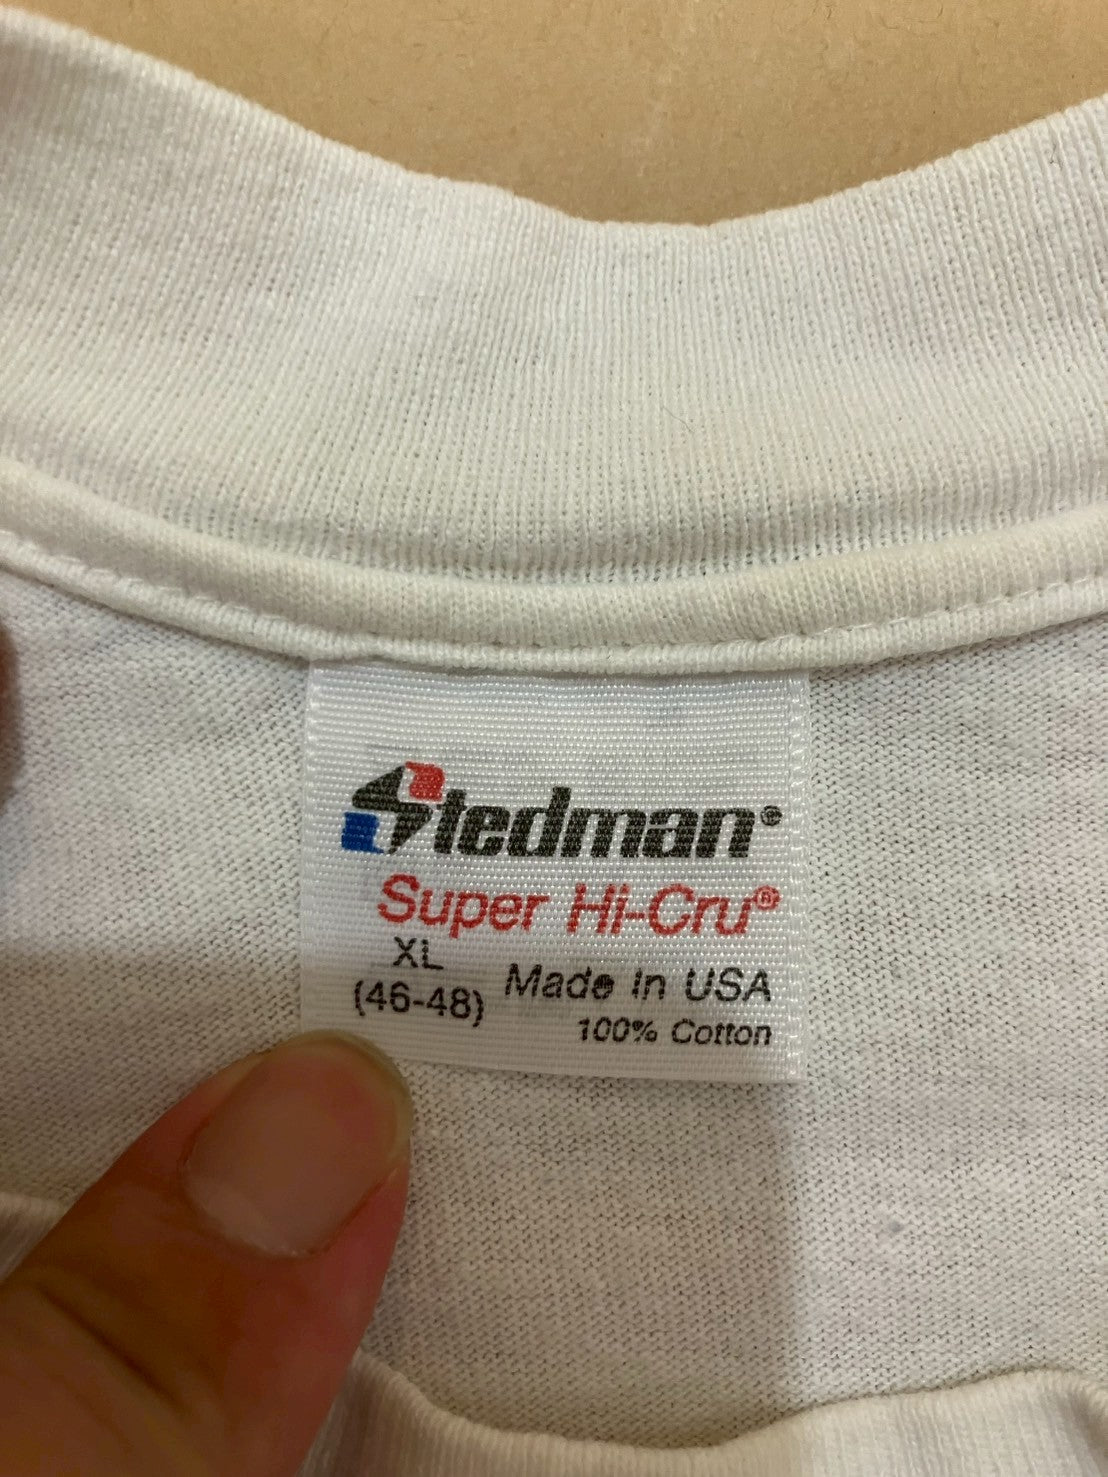 Stedman®
Super Hi-Cru®
XL
(46-48)
Made In USA
100% Cotton